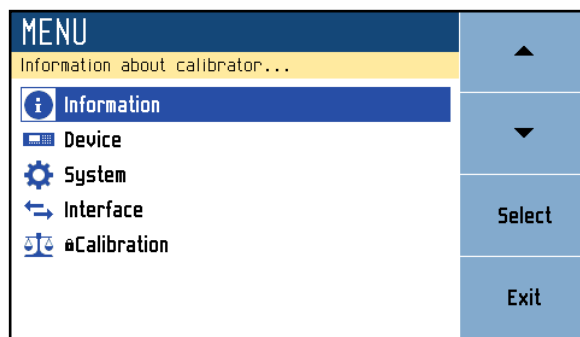 MENU
Information about calibrator...
Information
Device
System
Interface
Calibration
Select
Exit